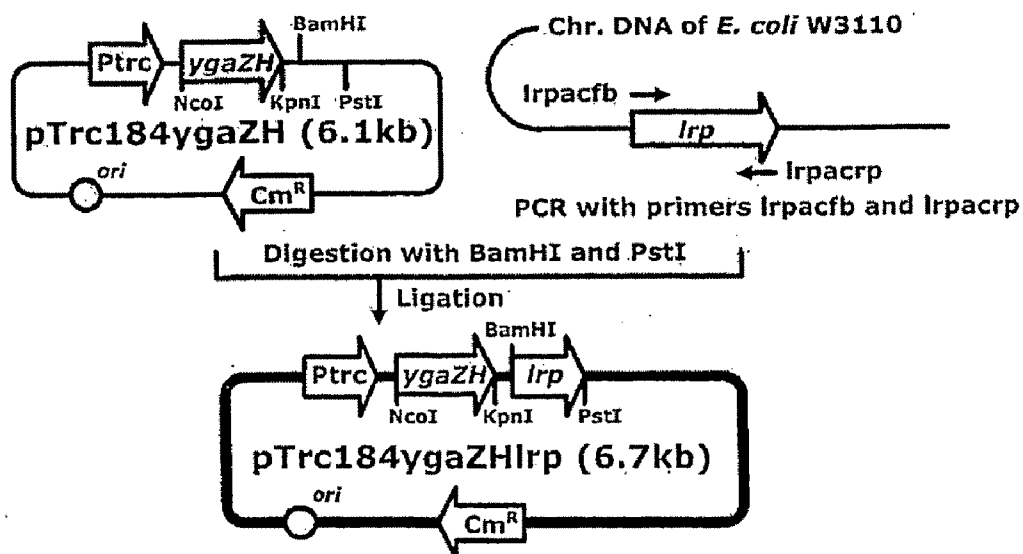 BamHI
Ptrc
ygaZH
NcoI
KpnI
PstI
pTrc184ygaZH (6.1kb)
ori
CmR
Chr. DNA of E. coli W3110
lrpacfb
lrp
lrpacrp
PCR with primers lrpacfb and lrpacrp
Digestion with BamHI and PstI
Ligation
BamHI
Ptrc
ygaZH
lrp
NcoI
KpnI
PstI
pTrc184ygaZHlrp (6.7kb)
ori
CmR